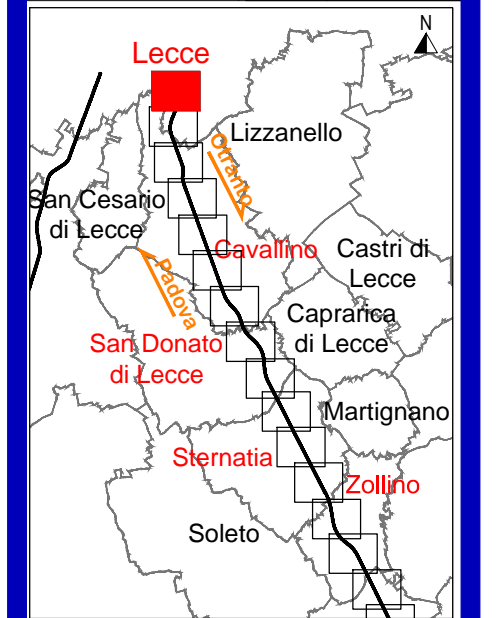 N
Lecce
Lizzanello
Otranto
San Cesario
di Lecce
Cavallino
Castri di
Lecce
Padova
Caprarica
di Lecce
San Donato
di Lecce
Martignano
Sternatia
Zollino
Soleto